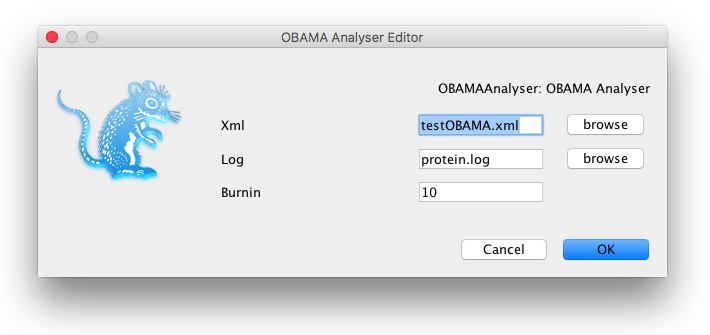 OBAMA Analyser Editor
OBAMAAnalyser: OBAMA Analyser
Xml testOBAMA.xml browse
Log protein.log browse
Burnin 10
Cancel OK